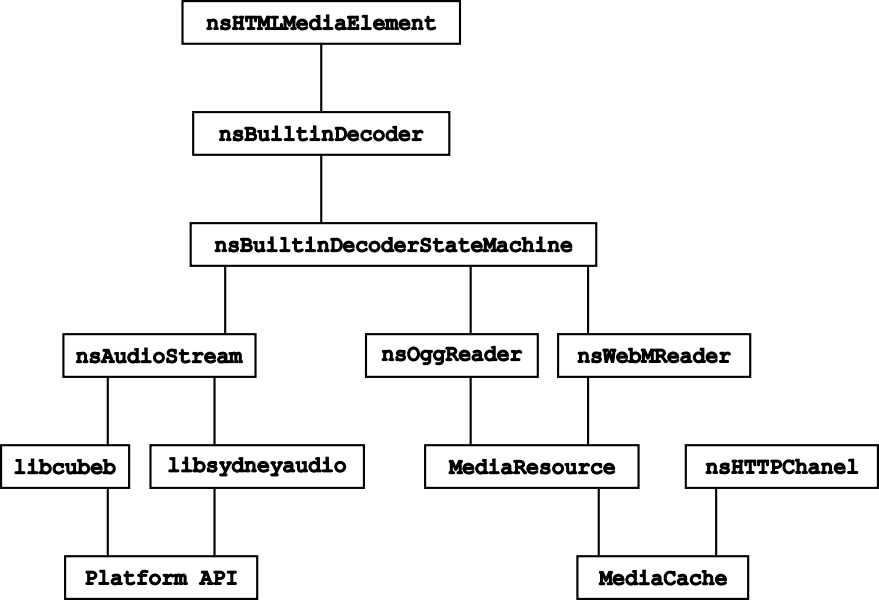 nsHTMLMediaElement
nsBuiltinDecoder
nsBuiltinDecoderStateMachine
nsAudioStream
nsOggReader
nsWebMReader
libcubeb
libsydneyaudio
MediaResource
nsHTTPChanel
Platform API
MediaCache